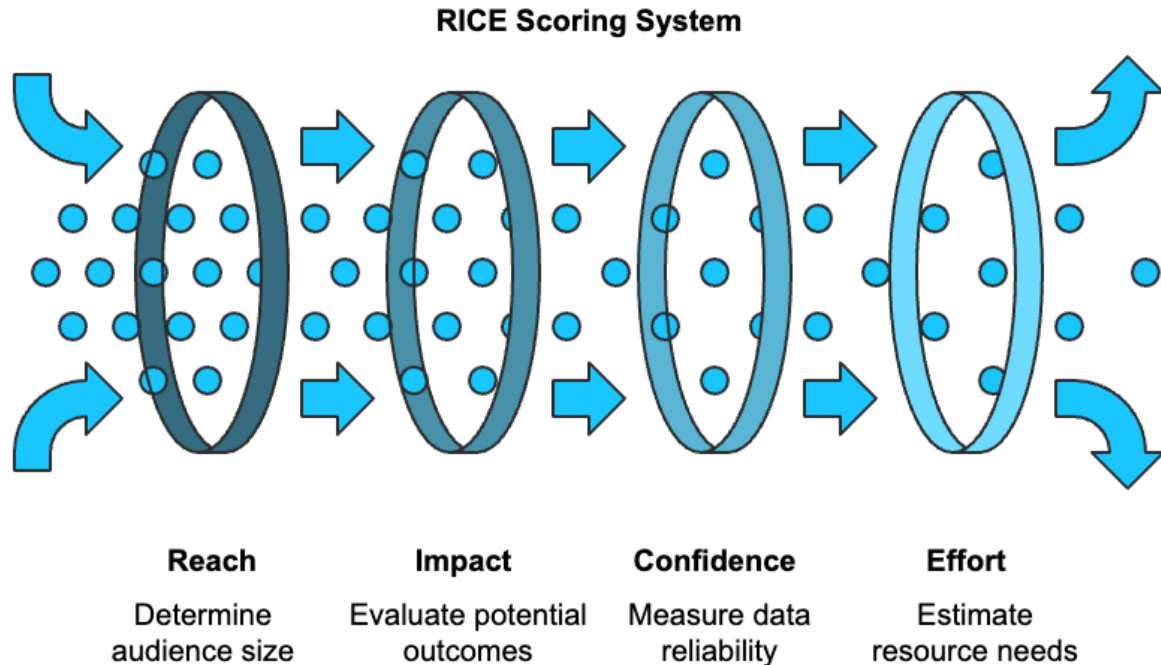 RICE Scoring System
Reach
Determine
audience size
Impact
Evaluate potential
outcomes
Confidence
Measure data
reliability
Effort
Estimate
resource needs